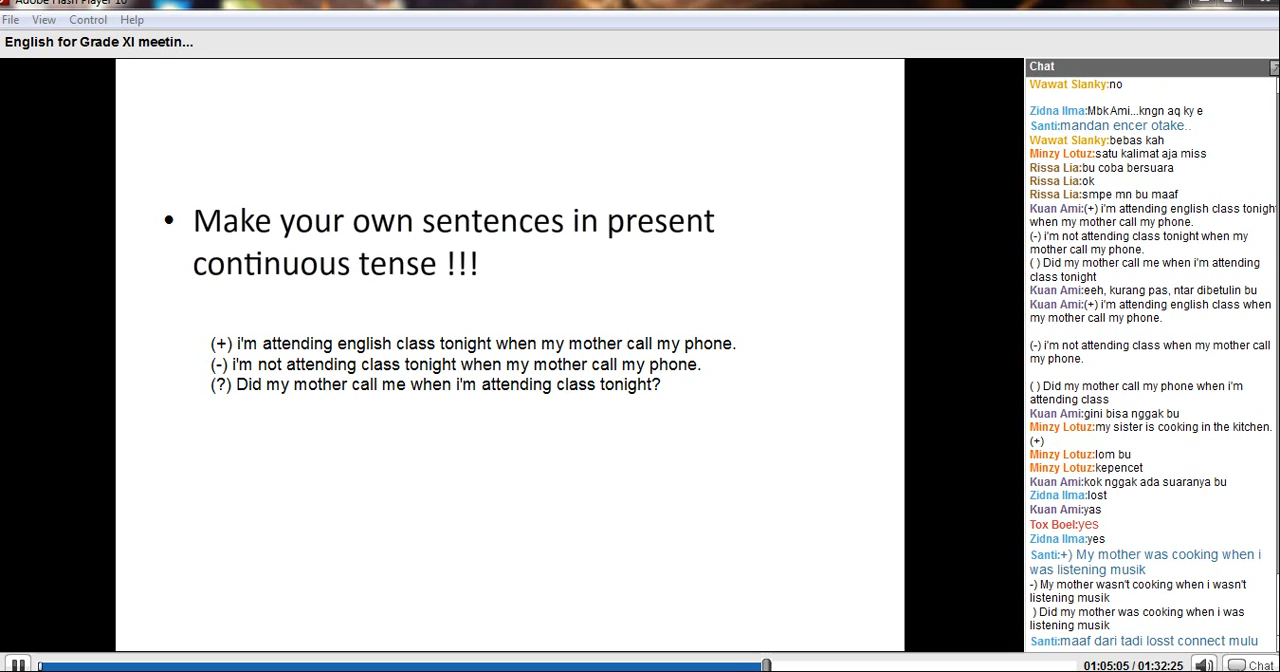 Adobe Flash Player 10
File View Control Help
English for Grade XI meetin...
• Make your own sentences in present
continuous tense !!!
(+) i'm attending english class tonight when my mother call my phone.
(-) i'm not attending class tonight when my mother call my phone.
(?) Did my mother call me when i'm attending class tonight?
Chat
Wawat Slanky:no
Zidna Ilma:Mbk Ami...kngn aq ky e
Santi:mandan encer otake..
Wawat Slanky:bebas kah
Minzy Lotuz:satu kalimat aja miss
Rissa Lia:bu coba bersuara
Rissa Lia:ok
Rissa Lia:smpe mn bu maaf
Kuan Ami:(+) i'm attending english class tonight
when my mother call my phone.
(-) i'm not attending class tonight when my
mother call my phone.
( ) Did my mother call me when i'm attending
class tonight
Kuan Ami:eeh, kurang pas, ntar dibetulin bu
Kuan Ami:(+) i'm attending english class when
my mother call my phone.
(-) i'm not attending class when my mother call
my phone.
( ) Did my mother call my phone when i'm
attending class
Kuan Ami:gini bisa nggak bu
Minzy Lotuz:my sister is cooking in the kitchen.
(+)
Minzy Lotuz:lom bu
Minzy Lotuz:kepencet
Kuan Ami:kok nggak ada suaranya bu
Zidna Ilma:lost
Kuan Ami:yas
Tox Boel:yes
Zidna Ilma:yes
Santi:+) My mother was cooking when i
was listening musik
-) My mother wasn't cooking when i wasn't
listening musik
) Did my mother was cooking when i was
listening musik
Santi:maaf dari tadi losst connect mulu
01:05:05 / 01:32:25
Chat